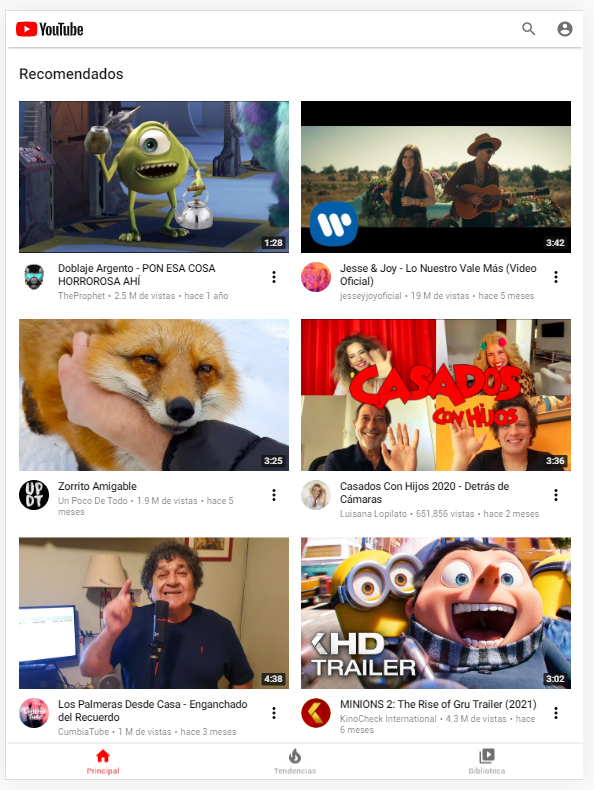 YouTube
Recomendados
1:28
3:42
Doblaje Argento - PON ESA COSA
HORROROSA AHÍ
TheProphet • 2.5 M de vistas • hace 1 año
Jesse & Joy - Lo Nuestro Vale Más (Video
Oficial)
jesseyjoyoficial • 19 M de vistas • hace 5 meses
3:25
CASADOS
CON HIJOS
3:36
UP
DT
Zorrito Amigable
Un Poco De Todo • 1.9 M de vistas • hace 5
meses
Casados Con Hijos 2020 - Detrás de
Cámaras
Luisana Lopilato • 651,856 vistas • hace 2 meses
4:38
HD
TRAILER
3:02
Los Palmeras Desde Casa - Enganchado
del Recuerdo
CumbiaTube • 1 M de vistas • hace 3 meses
MINIONS 2: The Rise of Gru Trailer (2021)
KinoCheck International • 4.3 M de vistas • hace
6 meses
Principal
Tendencias
Biblioteca